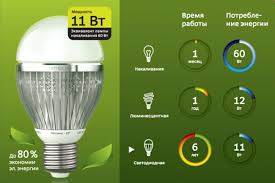 Мощность
11 Вт
Эквивалент лампы
накаливания 60 Вт
до 80%
экономии
эл. энергии
Время
работы
Потребле-
ние энергии
Накаливания
1
месяц
60
Вт
Люминесцентная
1
год
12
Вт
Светодиодная
6
лет
11
Вт